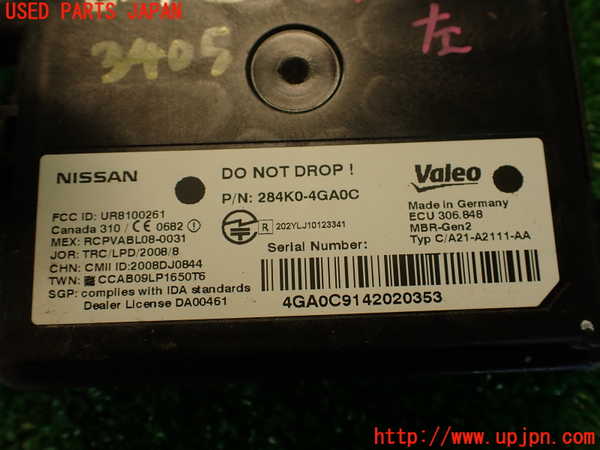 USED PARTS JAPAN
3405
左
NISSAN
DO NOT DROP !
Valeo
P/N: 284K0-4GA0C
FCC ID: UR8100261
Canada 310 / CE 0682 !
MEX: RCPVABL08-0031
JOR: TRC/LPD/2008/8
CHN: CMII ID:2008DJ0844
TWN: CCAB09LP1650T6
SGP: complies with IDA standards
Dealer License DA00461
R 202YLJ10123341
Serial Number:
4GA0C9142020353
Made in Germany
ECU 306.848
MBR-Gen2
Typ C/A21-A2111-AA
http://www.upjpn.com